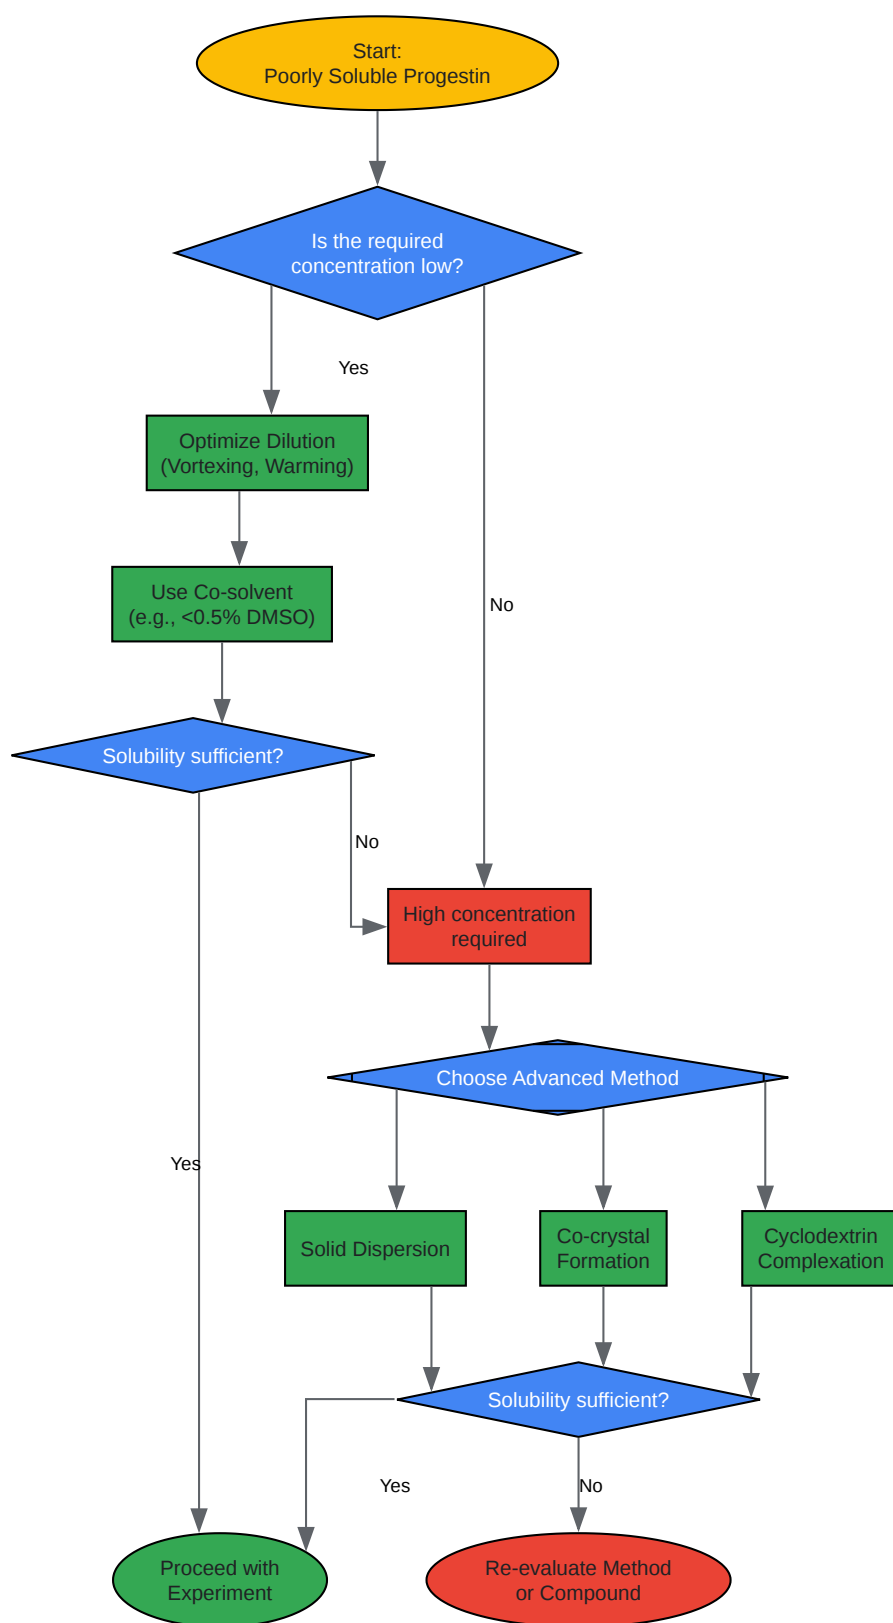 Start:
Poorly Soluble Progestin
Is the required
concentration low?
Yes
Optimize Dilution
(Vortexing, Warming)
Use Co-solvent
(e.g., <0.5% DMSO)
No
Solubility sufficient?
No
High concentration
required
Choose Advanced Method
Yes
Solid Dispersion
Co-crystal
Formation
Cyclodextrin
Complexation
Solubility sufficient?
Yes
No
Proceed with
Experiment
Re-evaluate Method
or Compound